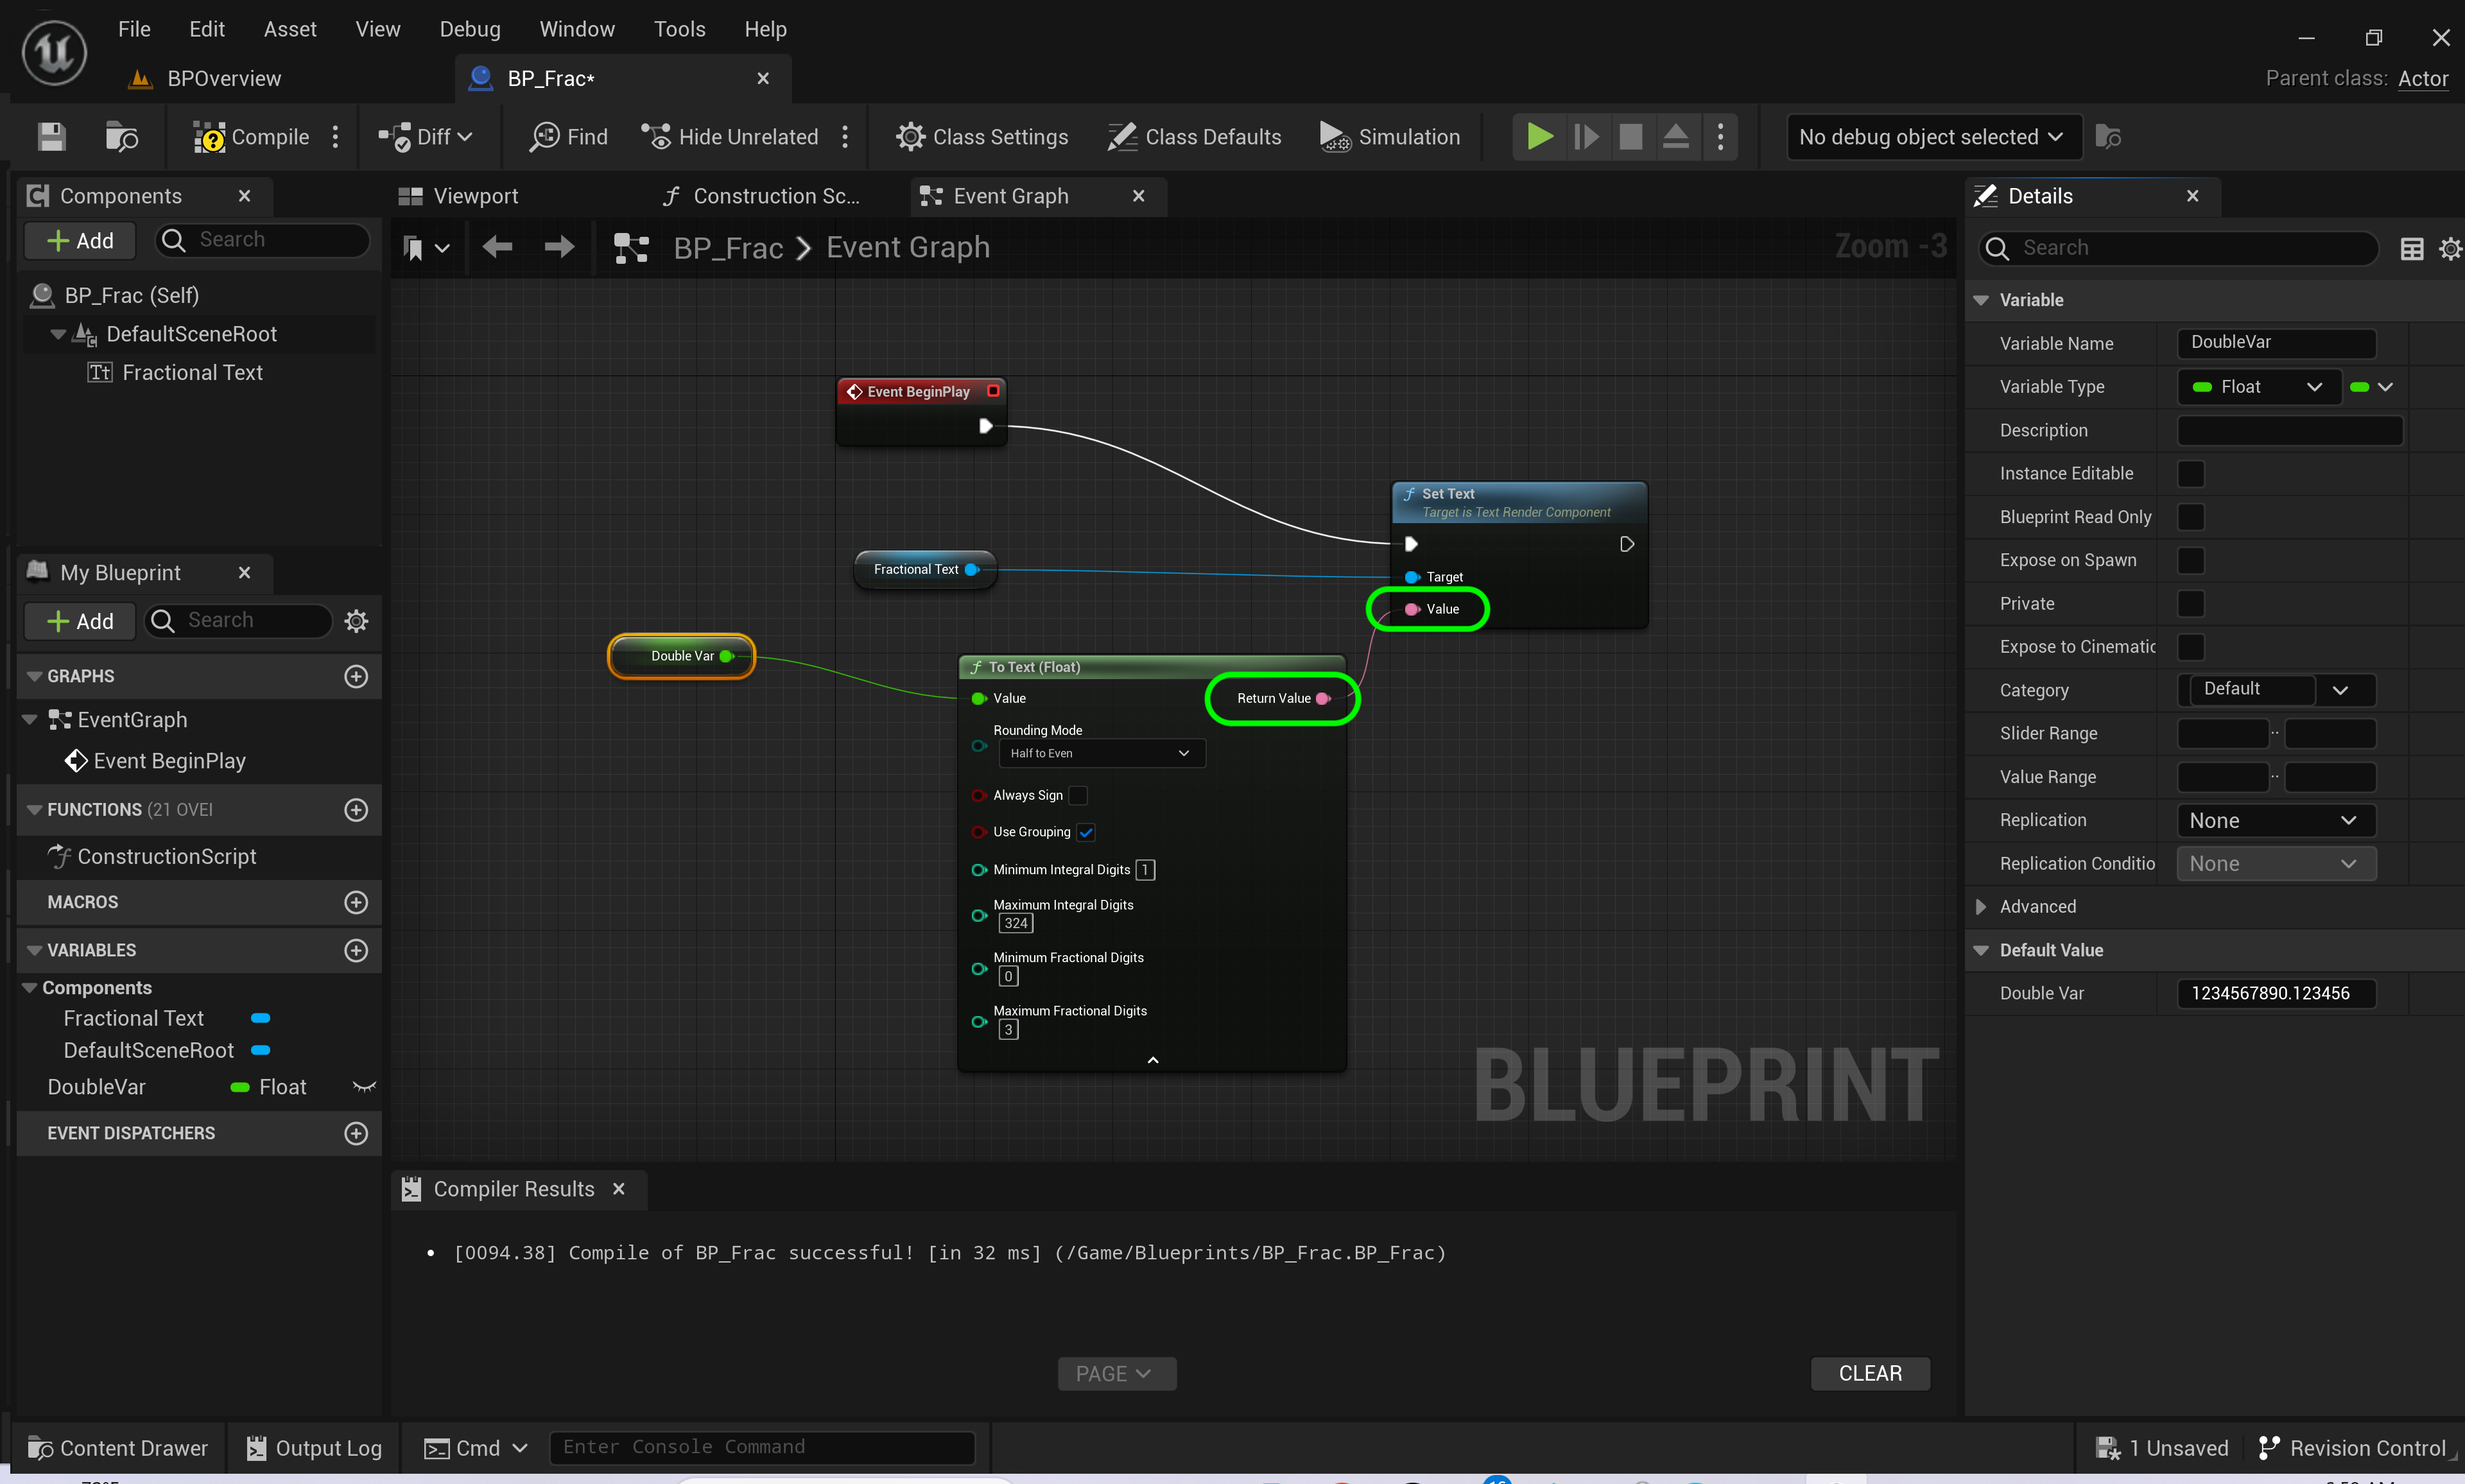 File Edit Asset View Debug Window Tools Help
BPOverview
BP_Frac*
Parent class: Actor
Compile
Diff
Find
Hide Unrelated
Class Settings
Class Defaults
Simulation
No debug object selected
Components
Add
Search
BP_Frac (Self)
DefaultSceneRoot
Fractional Text
My Blueprint
Add
Search
GRAPHS
EventGraph
Event BeginPlay
FUNCTIONS (21 OVEI
ConstructionScript
MACROS
VARIABLES
Components
Fractional Text
DefaultSceneRoot
DoubleVar Float
EVENT DISPATCHERS
Viewport
Construction Sc...
Event Graph
BP_Frac > Event Graph
Zoom -3
Event BeginPlay
Set Text
Target is Text Render Component
Target
Value
Fractional Text
Double Var
To Text (Float)
Value
Return Value
Rounding Mode
Half to Even
Always Sign
Use Grouping
Minimum Integral Digits 1
Maximum Integral Digits
324
Minimum Fractional Digits
0
Maximum Fractional Digits
3
BLUEPRINT
Compiler Results
[0094.38] Compile of BP_Frac successful! [in 32 ms] (/Game/Blueprints/BP_Frac.BP_Frac)
PAGE
CLEAR
Details
Search
Variable
Variable Name DoubleVar
Variable Type Float
Description
Instance Editable
Blueprint Read Only
Expose on Spawn
Private
Expose to Cinematic
Category Default
Slider Range
Value Range
Replication None
Replication Conditio None
Advanced
Default Value
Double Var 1234567890.123456
Content Drawer
Output Log
Cmd
Enter Console Command
1 Unsaved
Revision Control